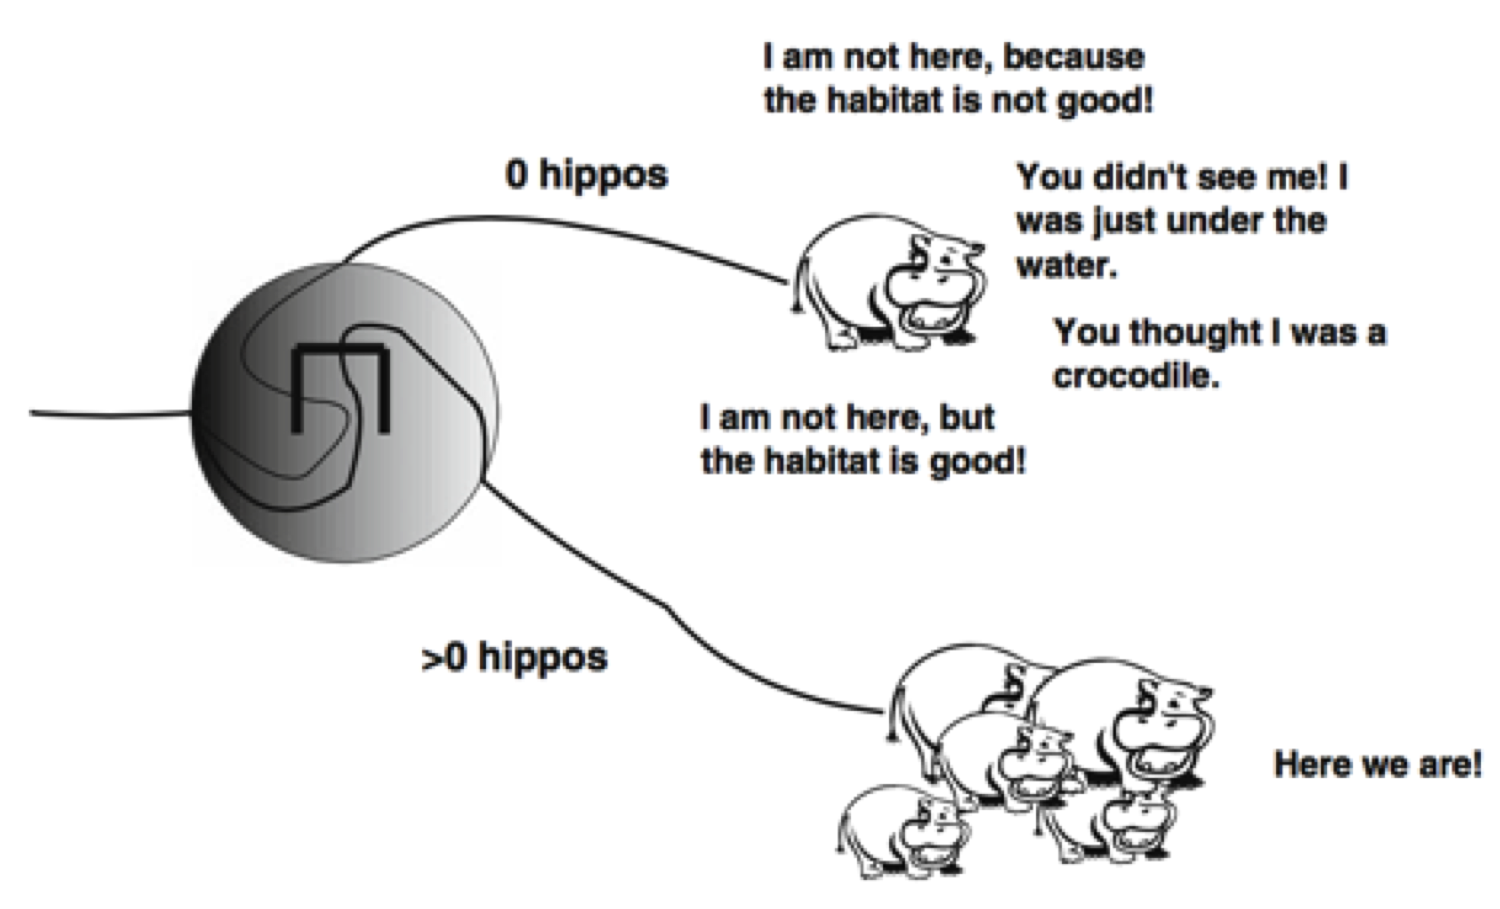 I am not here, because
the habitat is not good!
0 hippos
You didn't see me! I
was just under the
water.
You thought I was a
crocodile.
I am not here, but
the habitat is good!
Π
>0 hippos
Here we are!